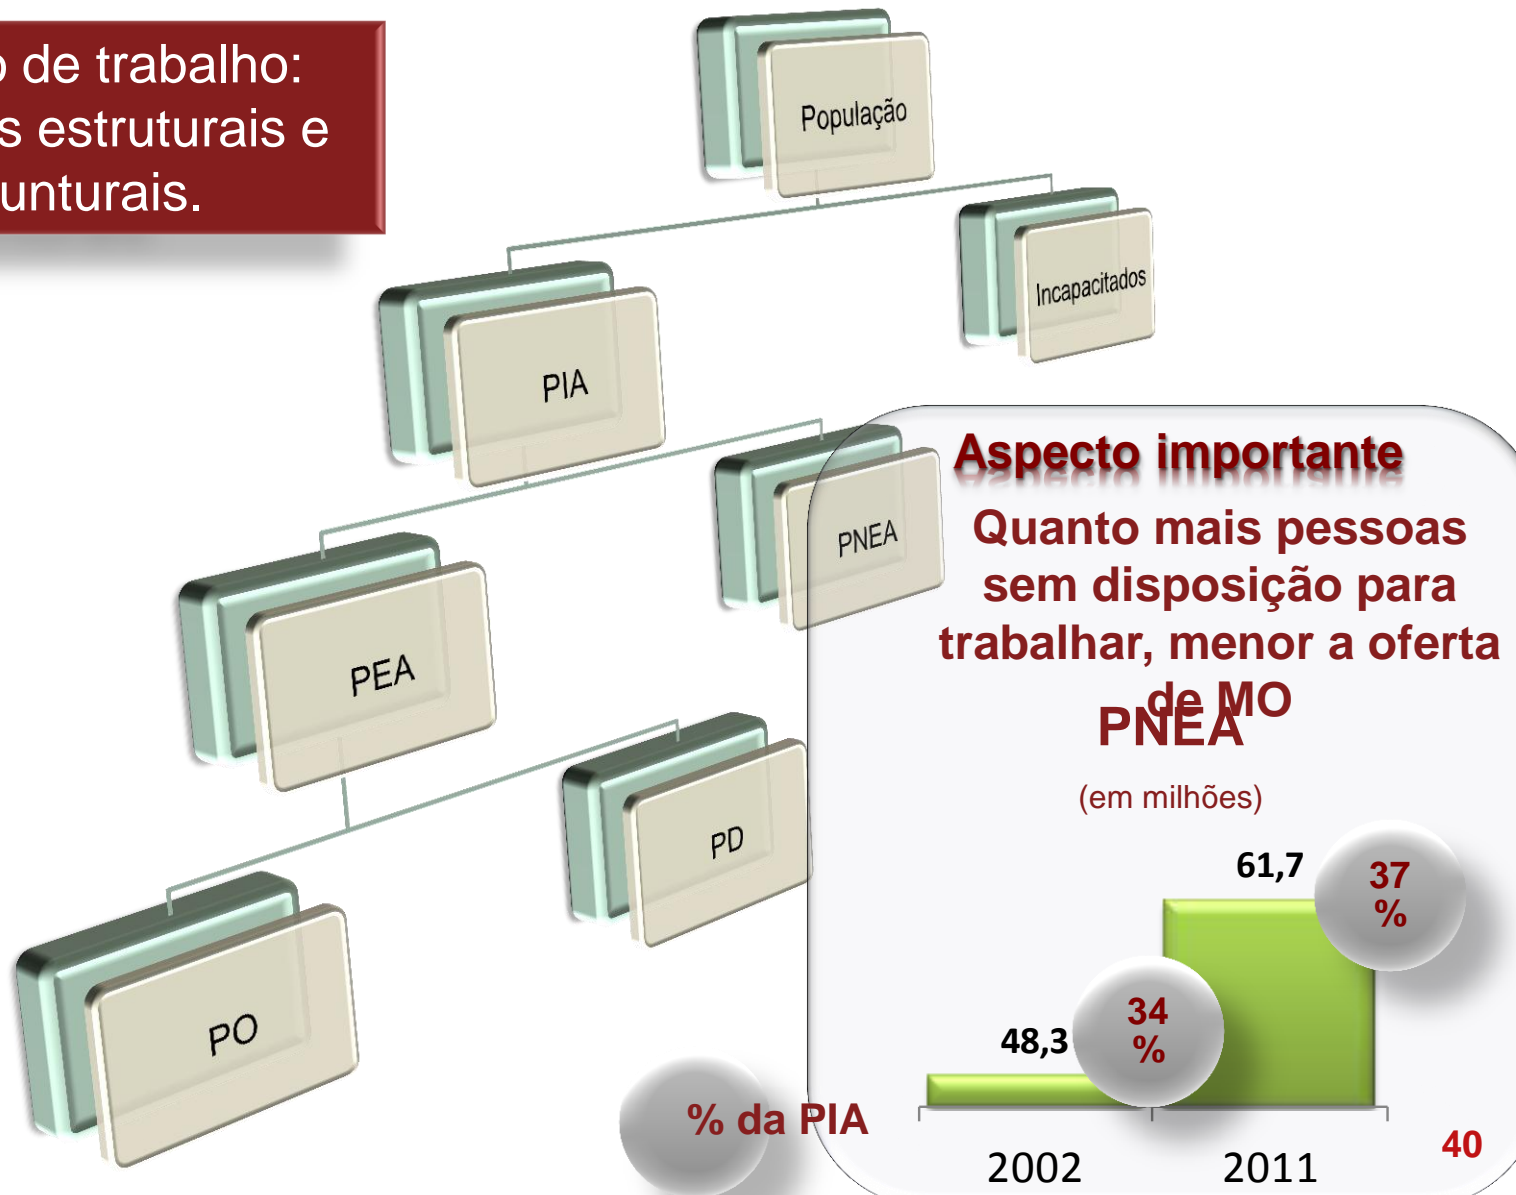 o de trabalho:
s estruturais e
unturais.
População
Incapacitados
PIA
PNEA
PEA
PD
PO
Aspecto importante
Quanto mais pessoas
sem disposição para
trabalhar, menor a oferta
de MO
PNEA
(em milhões)
61,7
37
%
48,3
34
%
% da PIA
2002
2011
40